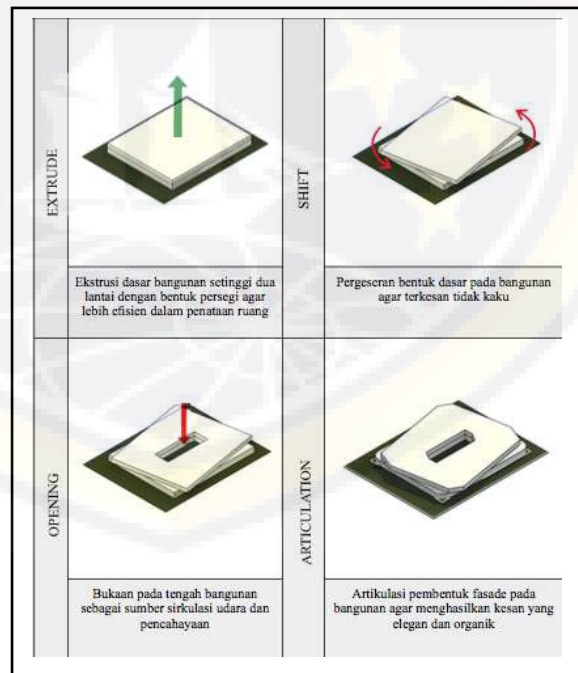 EXTRUDE
Ekstrusi dasar bangunan setinggi dua
lantai dengan bentuk persegi agar
lebih efisien dalam penataan ruang
SHIFT
Pergeseran bentuk dasar pada bangunan
agar terkesan tidak kaku
OPENING
Bukaan pada tengah bangunan
sebagai sumber sirkulasi udara dan
pencahayaan
ARTICULATION
Artikulasi pembentuk fasade pada
bangunan agar menghasilkan kesan yang
elegan dan organik